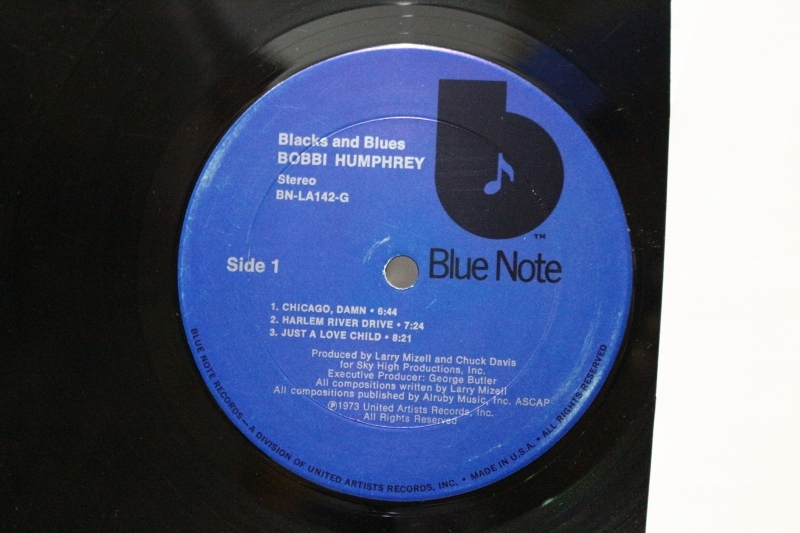 Blacks and Blues
BOBBI HUMPHREY
Stereo
BN-LA142-G
b
TM
Blue Note
Side 1
1. CHICAGO, DAMN • 6:44
2. HARLEM RIVER DRIVE • 7:24
3. JUST A LOVE CHILD • 8:21
Produced by Larry Mizell and Chuck Davis
for Sky High Productions, Inc.
Executive Producer: George Butler
All compositions written by Larry Mizell
All compositions published by Alruby Music, Inc. ASCAP
℗1973 United Artists Records, Inc.
All Rights Reserved
BLUE NOTE RECORDS—A DIVISION OF UNITED ARTISTS RECORDS, INC. • MADE IN U.S.A. • ALL RIGHTS RESERVED